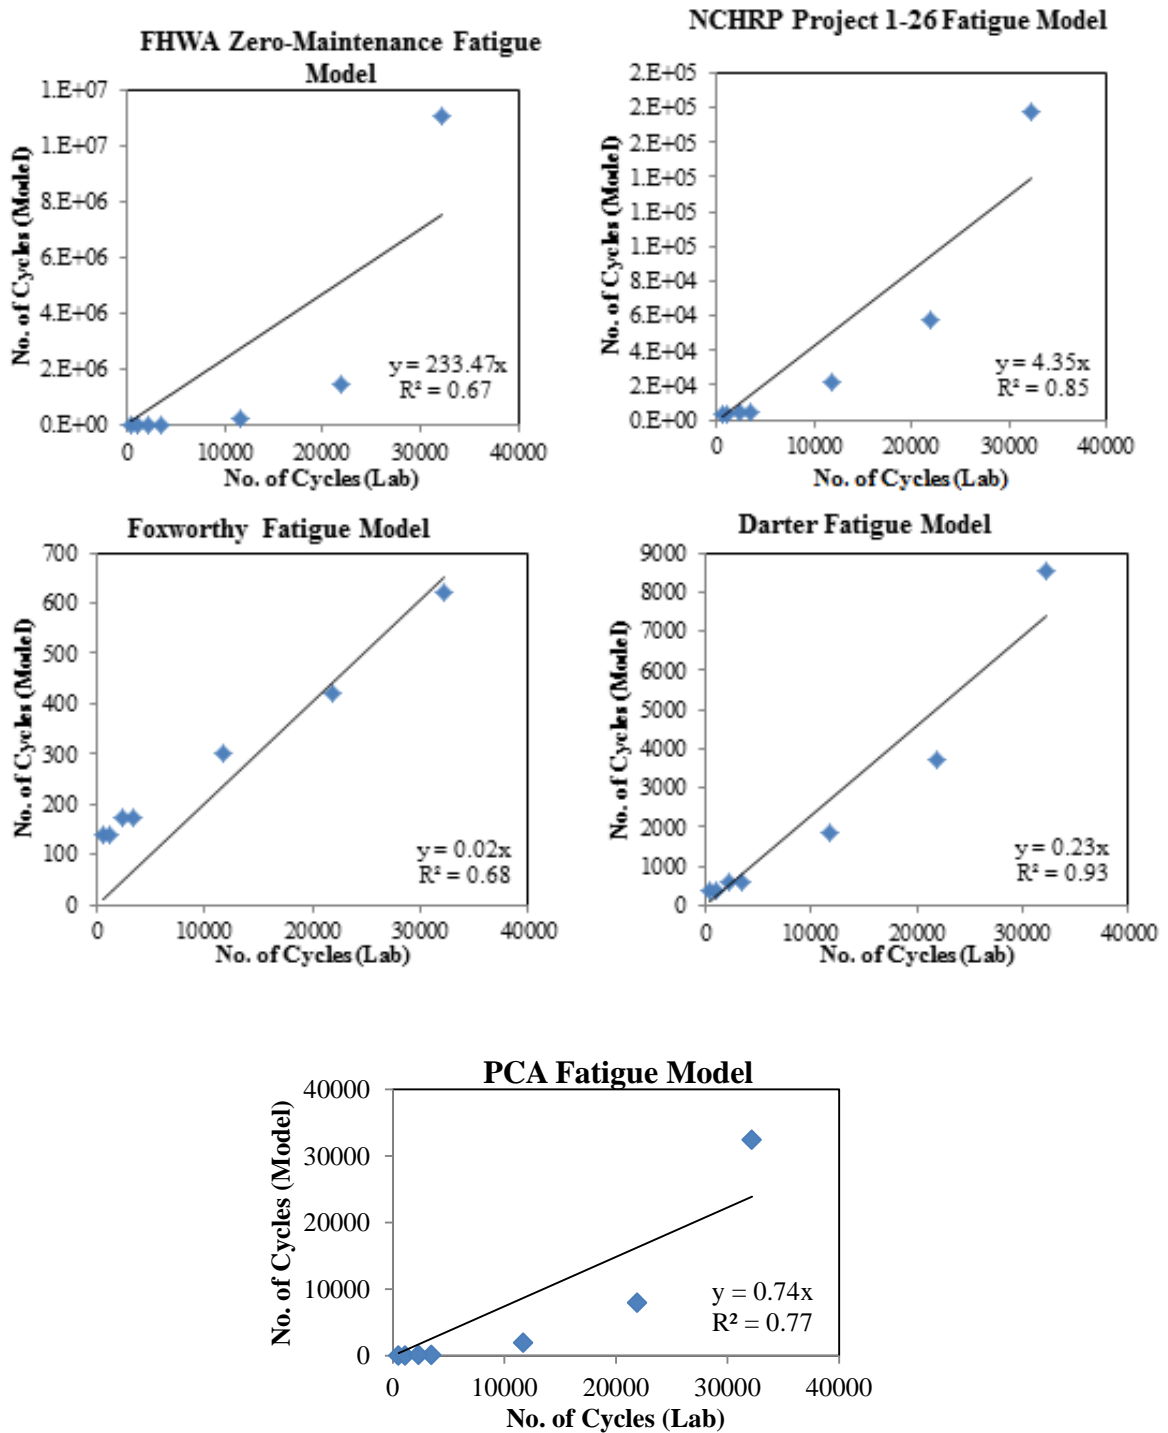 FHWA Zero-Maintenance Fatigue
Model
1.E+07
1.E+07
8.E+06
6.E+06
4.E+06
2.E+06
0.E+00
No. of Cycles (Model)
y = 233.47x
R² = 0.67
0 10000 20000 30000 40000
No. of Cycles (Lab)
NCHRP Project 1-26 Fatigue Model
2.E+05
2.E+05
2.E+05
1.E+05
1.E+05
8.E+04
6.E+04
4.E+04
2.E+04
0.E+00
No. of Cycles (Model)
y = 4.35x
R² = 0.85
0 10000 20000 30000 40000
No. of Cycles (Lab)
Foxworthy Fatigue Model
700
600
500
400
300
200
100
0
No. of Cycles (Model)
y = 0.02x
R² = 0.68
0 10000 20000 30000 40000
No. of Cycles (Lab)
Darter Fatigue Model
9000
8000
7000
6000
5000
4000
3000
2000
1000
0
No. of Cycles (Model)
y = 0.23x
R² = 0.93
0 10000 20000 30000 40000
No. of Cycles (Lab)
PCA Fatigue Model
40000
30000
20000
10000
0
No. of Cycles (Model)
y = 0.74x
R² = 0.77
0 10000 20000 30000 40000
No. of Cycles (Lab)